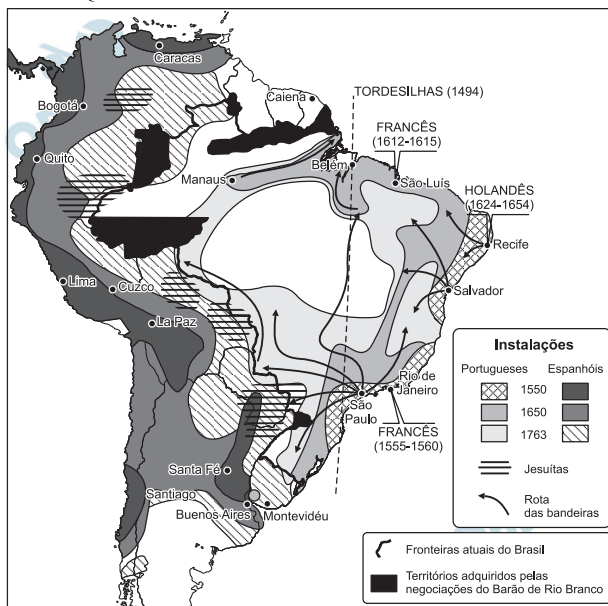 Caracas
Bogotá
Caiena
TORDESILHAS (1494)
Quito
FRANCÊS
(1612-1615)
Belém
São Luís
Manaus
HOLANDÊS
(1624-1654)
Recife
Lima
Cuzco
Salvador
La Paz
Rio de
Janeiro
São
Paulo
FRANCÊS
(1555-1560)
Santa Fé
Santiago
Buenos Aires
Montevidéu
Instalações
Portugueses Espanhóis
1550
1650
1763
Jesuítas
Rota
das bandeiras
Fronteiras atuais do Brasil
Territórios adquiridos pelas
negociações do Barão de Rio Branco